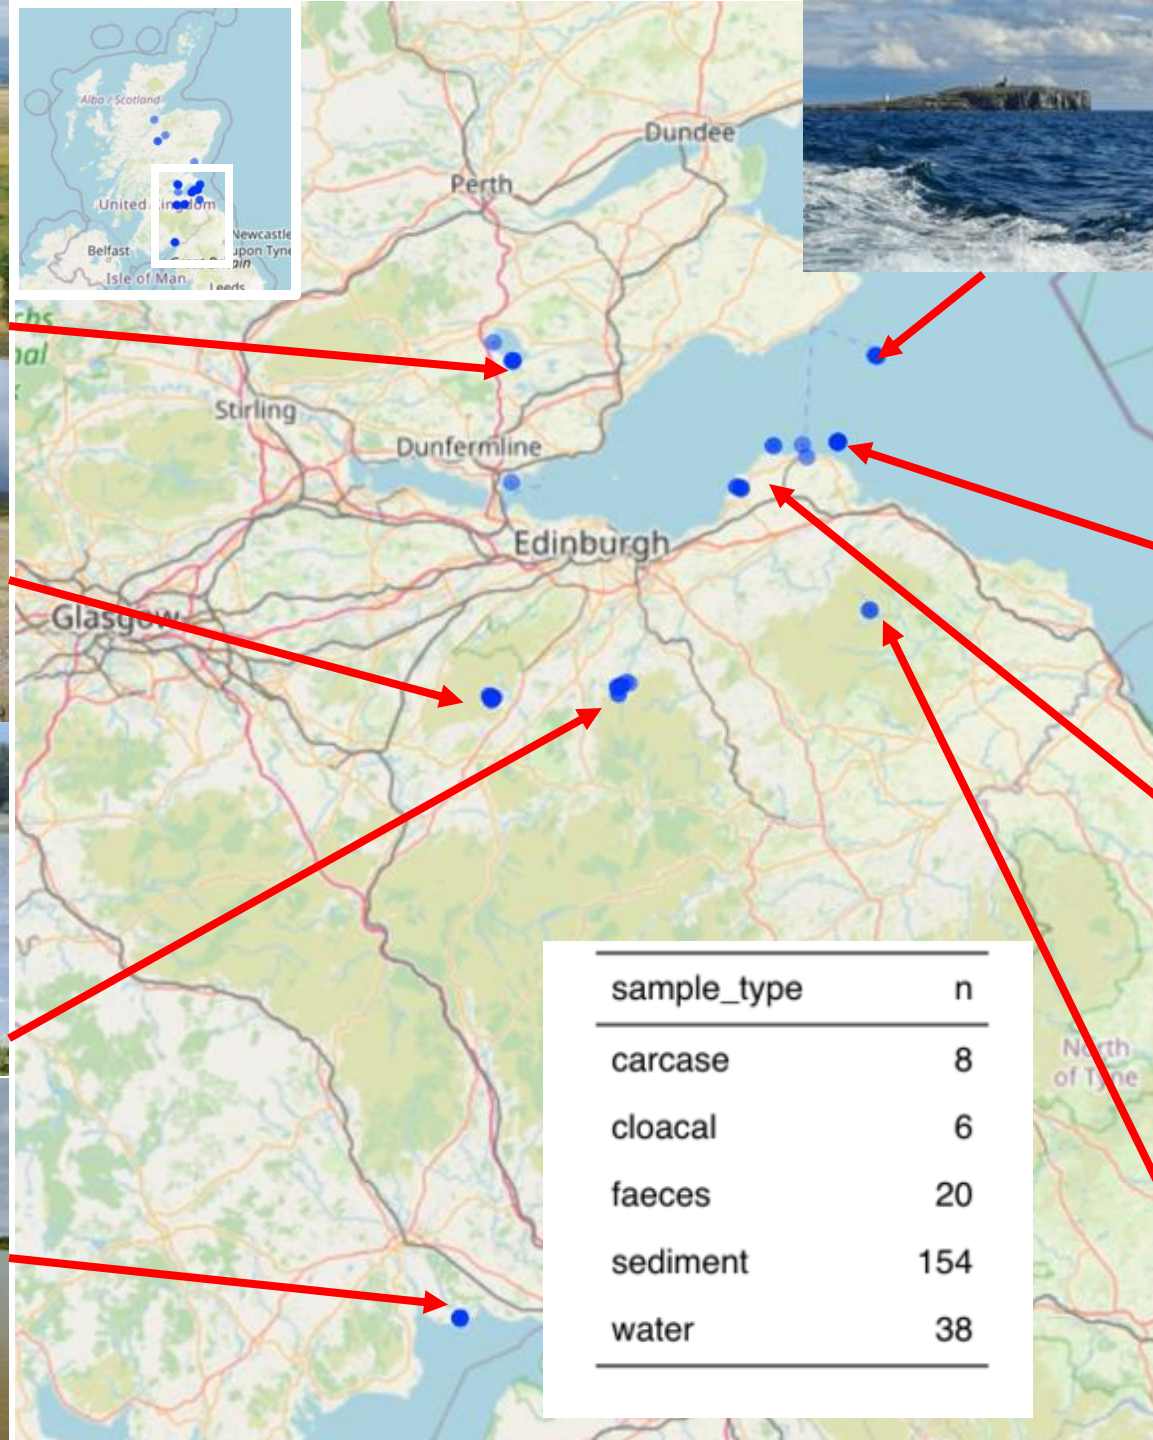 Alba / Scotland
United Kingdom
Belfast
Newcastle
upon Tyne
Isle of Man
Leeds
Dundee
Perth
Stirling
Dunfermline
Edinburgh
Glasgow
North
of Tyne
sample_type n
carcase 8
cloacal 6
faeces 20
sediment 154
water 38